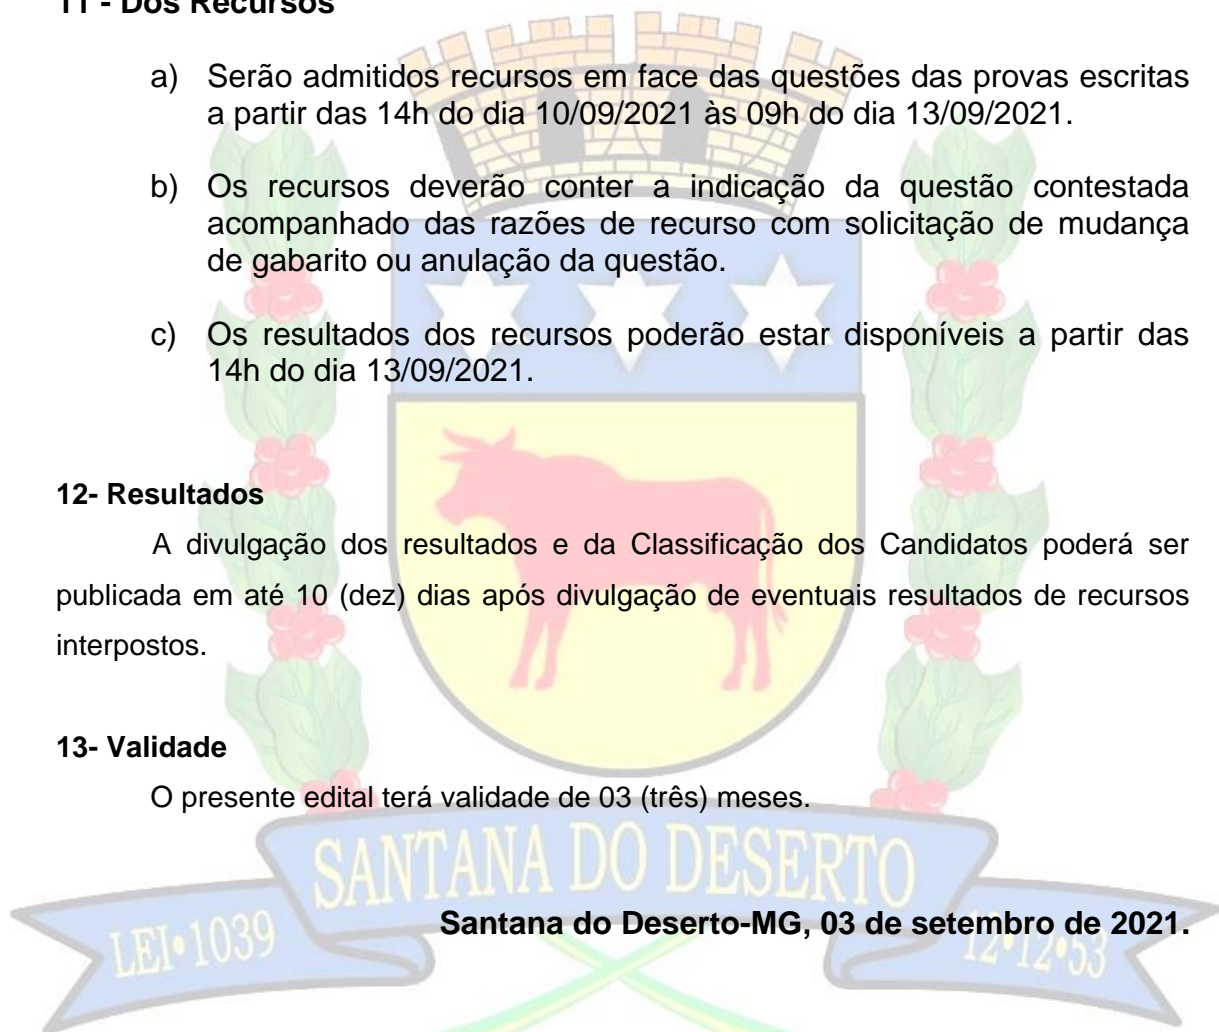 11 - Dos Recursos
a) Serão admitidos recursos em face das questões das provas escritas
a partir das 14h do dia 10/09/2021 às 09h do dia 13/09/2021.
b) Os recursos deverão conter a indicação da questão contestada
acompanhado das razões de recurso com solicitação de mudança
de gabarito ou anulação da questão.
c) Os resultados dos recursos poderão estar disponíveis a partir das
14h do dia 13/09/2021.
12- Resultados
A divulgação dos resultados e da Classificação dos Candidatos poderá ser
publicada em até 10 (dez) dias após divulgação de eventuais resultados de recursos
interpostos.
13- Validade
O presente edital terá validade de 03 (três) meses.
SANTANA DO DESERTO
Santana do Deserto-MG, 03 de setembro de 2021.
LEI•1039
12•12•53